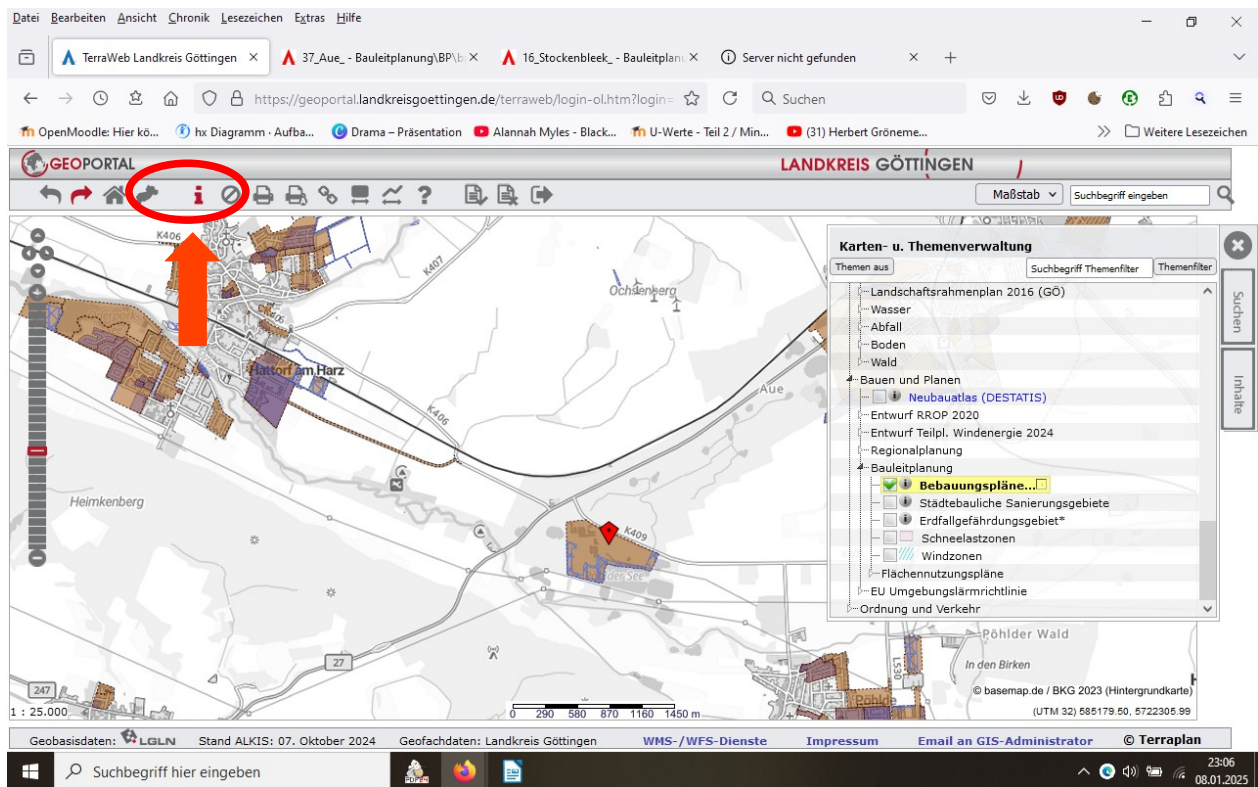 Datei Bearbeiten Ansicht Chronik Lesezeichen Extras Hilfe
TerraWeb Landkreis Göttingen
37_Aue_ - Bauleitplanung\BP\b
16_Stockenbleek_ - Bauleitplan
Server nicht gefunden
https://geoportal.landkreisgoettingen.de/terraweb/login-ol.htm?login=
Suchen
OpenMoodle: Hier kö...
hx Diagramm · Aufba...
Drama – Präsentation
Alannah Myles - Black...
U-Werte - Teil 2 / Min...
(31) Herbert Gröneme...
Weitere Lesezeichen
GEOPORTAL
LANDKREIS GÖTTINGEN
Maßstab
Suchbegriff eingeben
Karten- u. Themenverwaltung
Themen aus
Suchbegriff Themenfilter
Themenfilter
Landschaftsrahmenplan 2016 (GÖ)
Wasser
Abfall
Boden
Wald
Bauen und Planen
Neubauatlas (DESTATIS)
Entwurf RROP 2020
Entwurf Teilpl. Windenergie 2024
Regionalplanung
Bauleitplanung
Bebauungspläne...
Städtebauliche Sanierungsgebiete
Erdfallgefährdungsgebiet*
Schneelastzonen
Windzonen
Flächennutzungspläne
EU Umgebungslärmrichtlinie
Ordnung und Verkehr
Suchen
Inhalte
K406
K407
Ochsenberg
Hattorf am Harz
Aue
K406
Heimkenberg
K409
27
Pöhlder Wald
In den Birken
L530
Pöhlde
247
© basemap.de / BKG 2023 (Hintergrundkarte)
1 : 25.000
0 290 580 870 1160 1450 m
(UTM 32) 585179.50, 5722305.99
Geobasisdaten: LGLN Stand ALKIS: 07. Oktober 2024 Geofachdaten: Landkreis Göttingen WMS-/WFS-Dienste Impressum Email an GIS-Administrator © Terraplan
Suchbegriff hier eingeben
23:06
08.01.2025